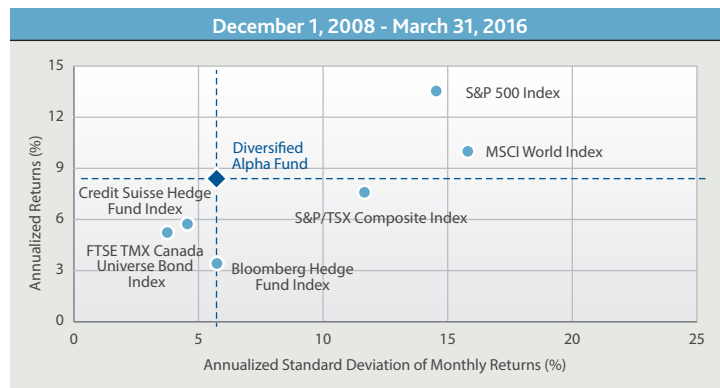 December 1, 2008 - March 31, 2016
Annualized Returns (%)
15
12
9
6
3
0
S&P 500 Index
MSCI World Index
Diversified
Alpha Fund
Credit Suisse Hedge
Fund Index
S&P/TSX Composite Index
FTSE TMX Canada
Universe Bond
Index
Bloomberg Hedge
Fund Index
0
5
10
15
20
25
Annualized Standard Deviation of Monthly Returns (%)